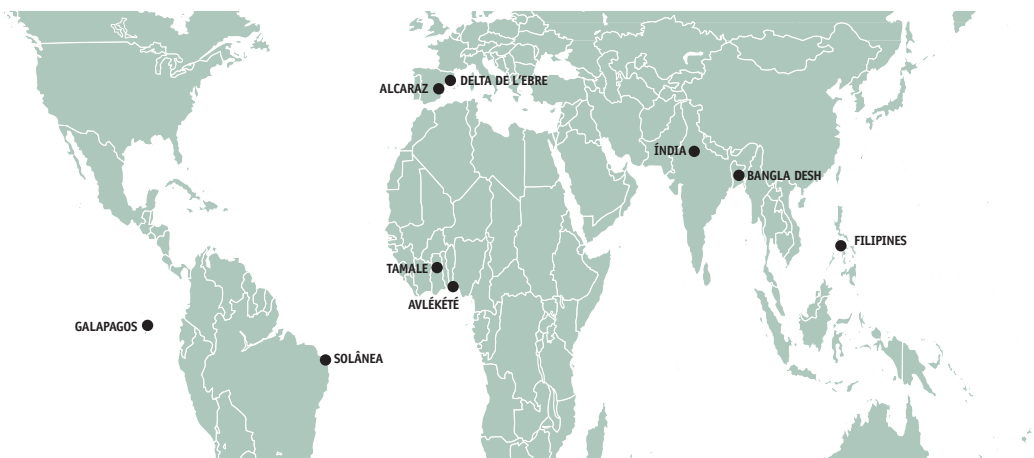 DELTA DE L'EBRE
ALCARAZ
ÍNDIA
BANGLA DESH
FILIPINES
TAMALE
AVLÉKÉTÉ
GALAPAGOS
SOLÂNEA